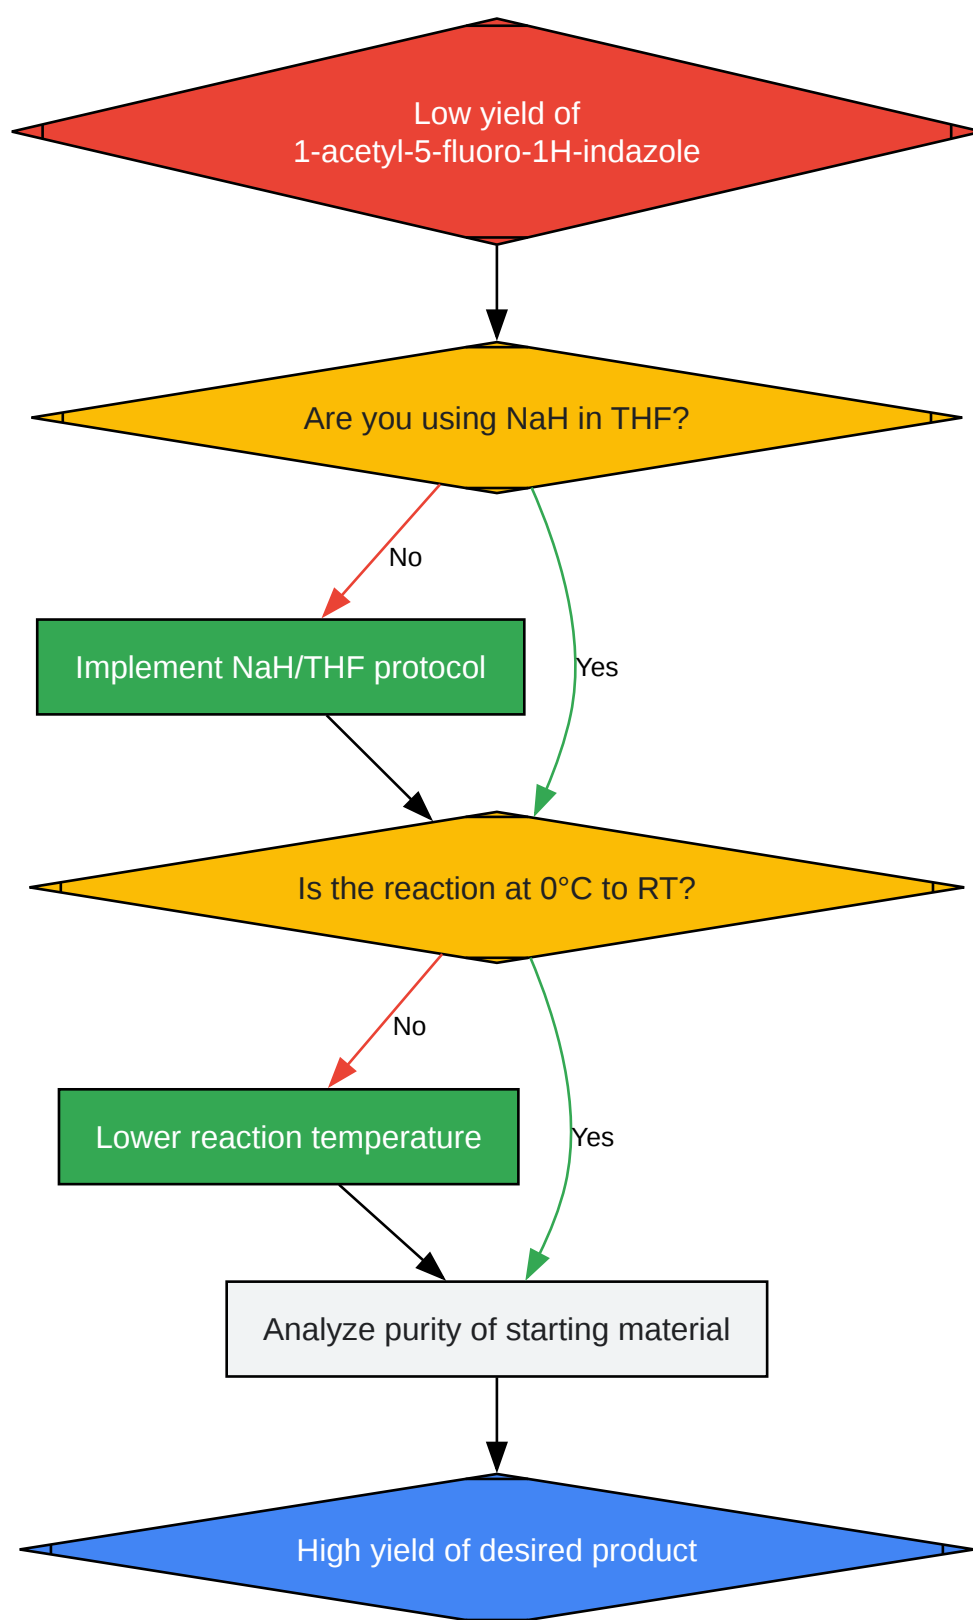 Low yield of
1-acetyl-5-fluoro-1H-indazole
Are you using NaH in THF?
No
Implement NaH/THF protocol
Yes
Is the reaction at 0°C to RT?
No
Lower reaction temperature
Yes
Analyze purity of starting material
High yield of desired product